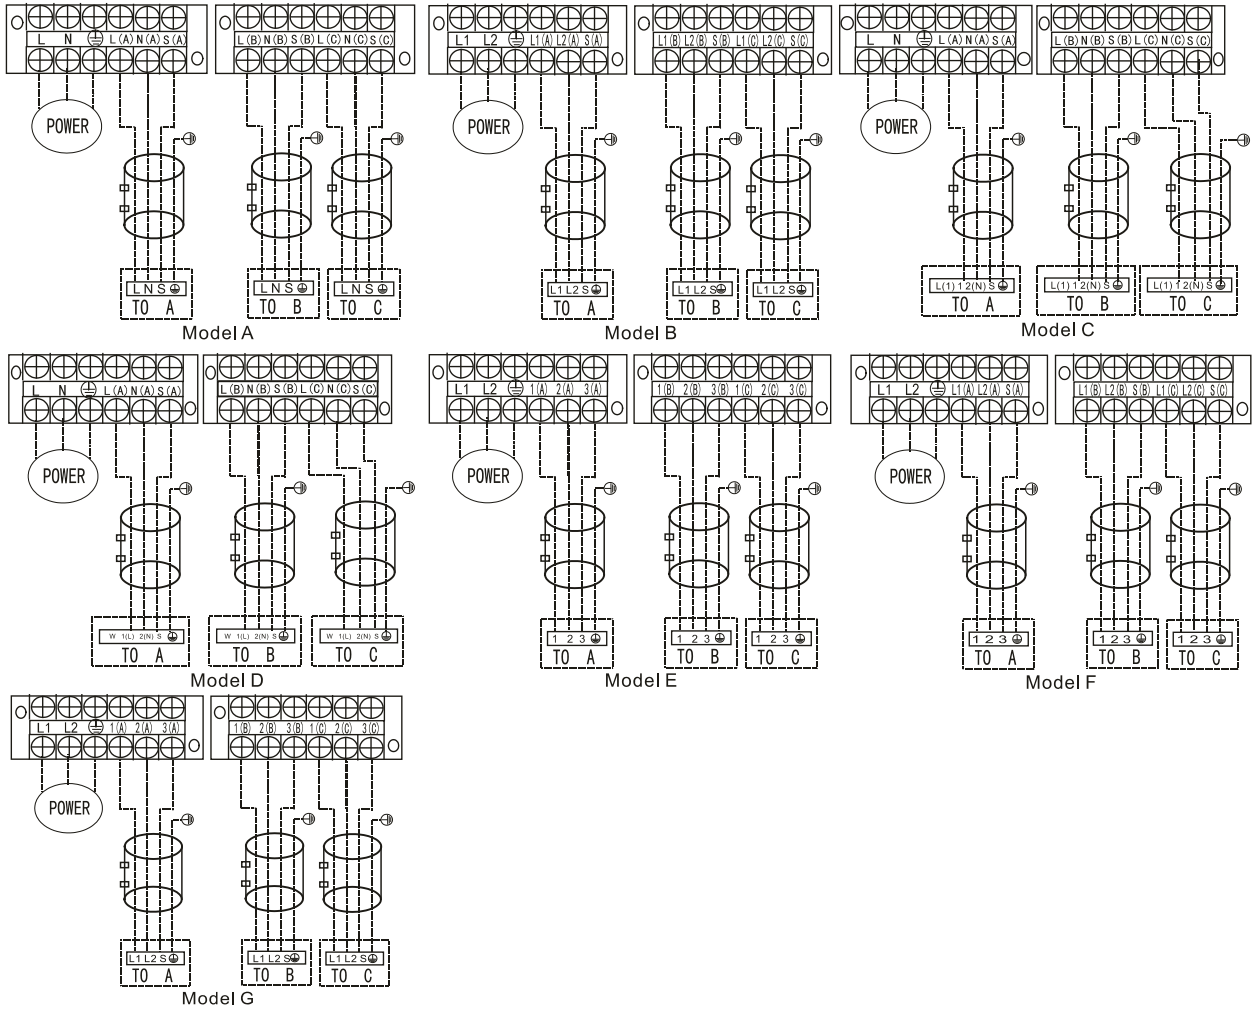 L N L(A) N(A) S(A) L(B) N(B) S(B) L(C) N(C) S(C)
POWER
L N S L N S L N S
TO A TO B TO C
Model A
L1 L2 L1(A) L2(A) S(A) L1(B) L2(B) S(B) L1(C) L2(C) S(C)
POWER
L1 L2 S L1 L2 S L1 L2 S
TO A TO B TO C
Model B
L N L(A) N(A) S(A) L(B) N(B) S(B) L(C) N(C) S(C)
POWER
L(1) 1 2(N) S L(1) 1 2(N) S L(1) 1 2(N) S
TO A TO B TO C
Model C
L N L(A) N(A) S(A) L(B) N(B) S(B) L(C) N(C) S(C)
POWER
W 1(L) 2(N) S W 1(L) 2(N) S W 1(L) 2(N) S
TO A TO B TO C
Model D
L1 L2 1(A) 2(A) 3(A) 1(B) 2(B) 3(B) 1(C) 2(C) 3(C)
POWER
1 2 3 1 2 3 1 2 3
TO A TO B TO C
Model E
L1 L2 L1(A) L2(A) S(A) L1(B) L2(B) S(B) L1(C) L2(C) S(C)
POWER
1 2 3 1 2 3 1 2 3
TO A TO B TO C
Model F
L1 L2 1(A) 2(A) 3(A) 1(B) 2(B) 3(B) 1(C) 2(C) 3(C)
POWER
L1 L2 S L1 L2 S L1 L2 S
TO A TO B TO C
Model G